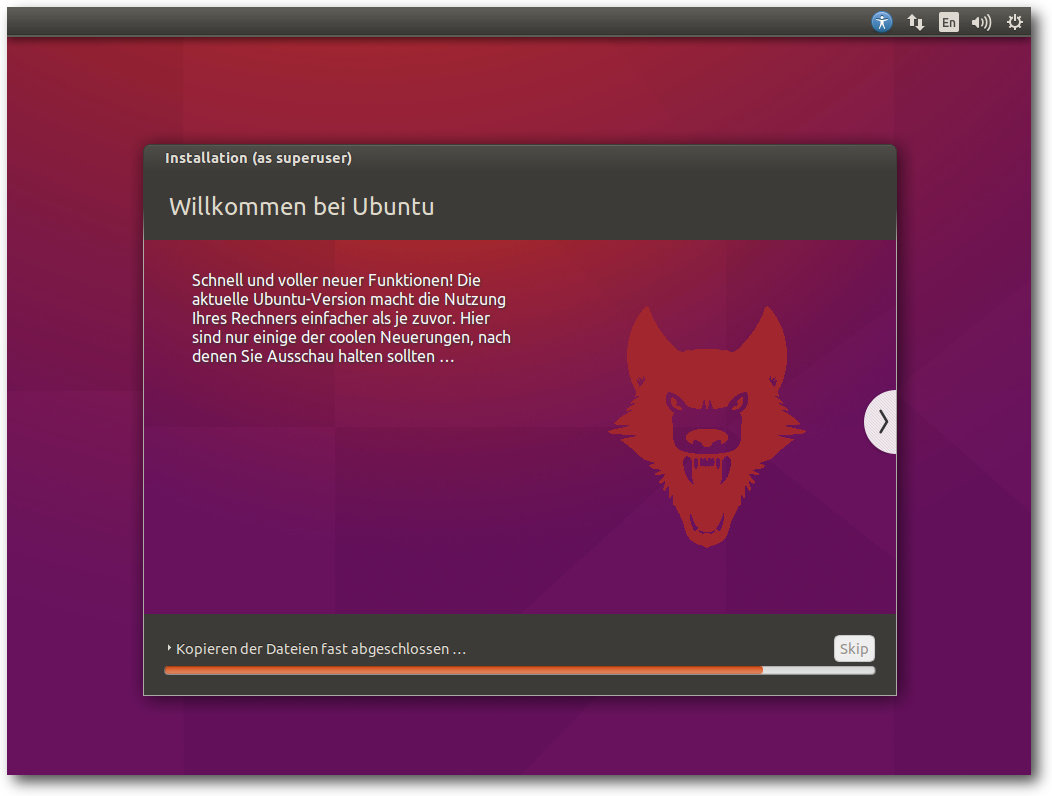 En
Installation (as superuser)
Willkommen bei Ubuntu
Schnell und voller neuer Funktionen! Die
aktuelle Ubuntu-Version macht die Nutzung
Ihres Rechners einfacher als je zuvor. Hier
sind nur einige der coolen Neuerungen, nach
denen Sie Ausschau halten sollten …
Kopieren der Dateien fast abgeschlossen …
Skip